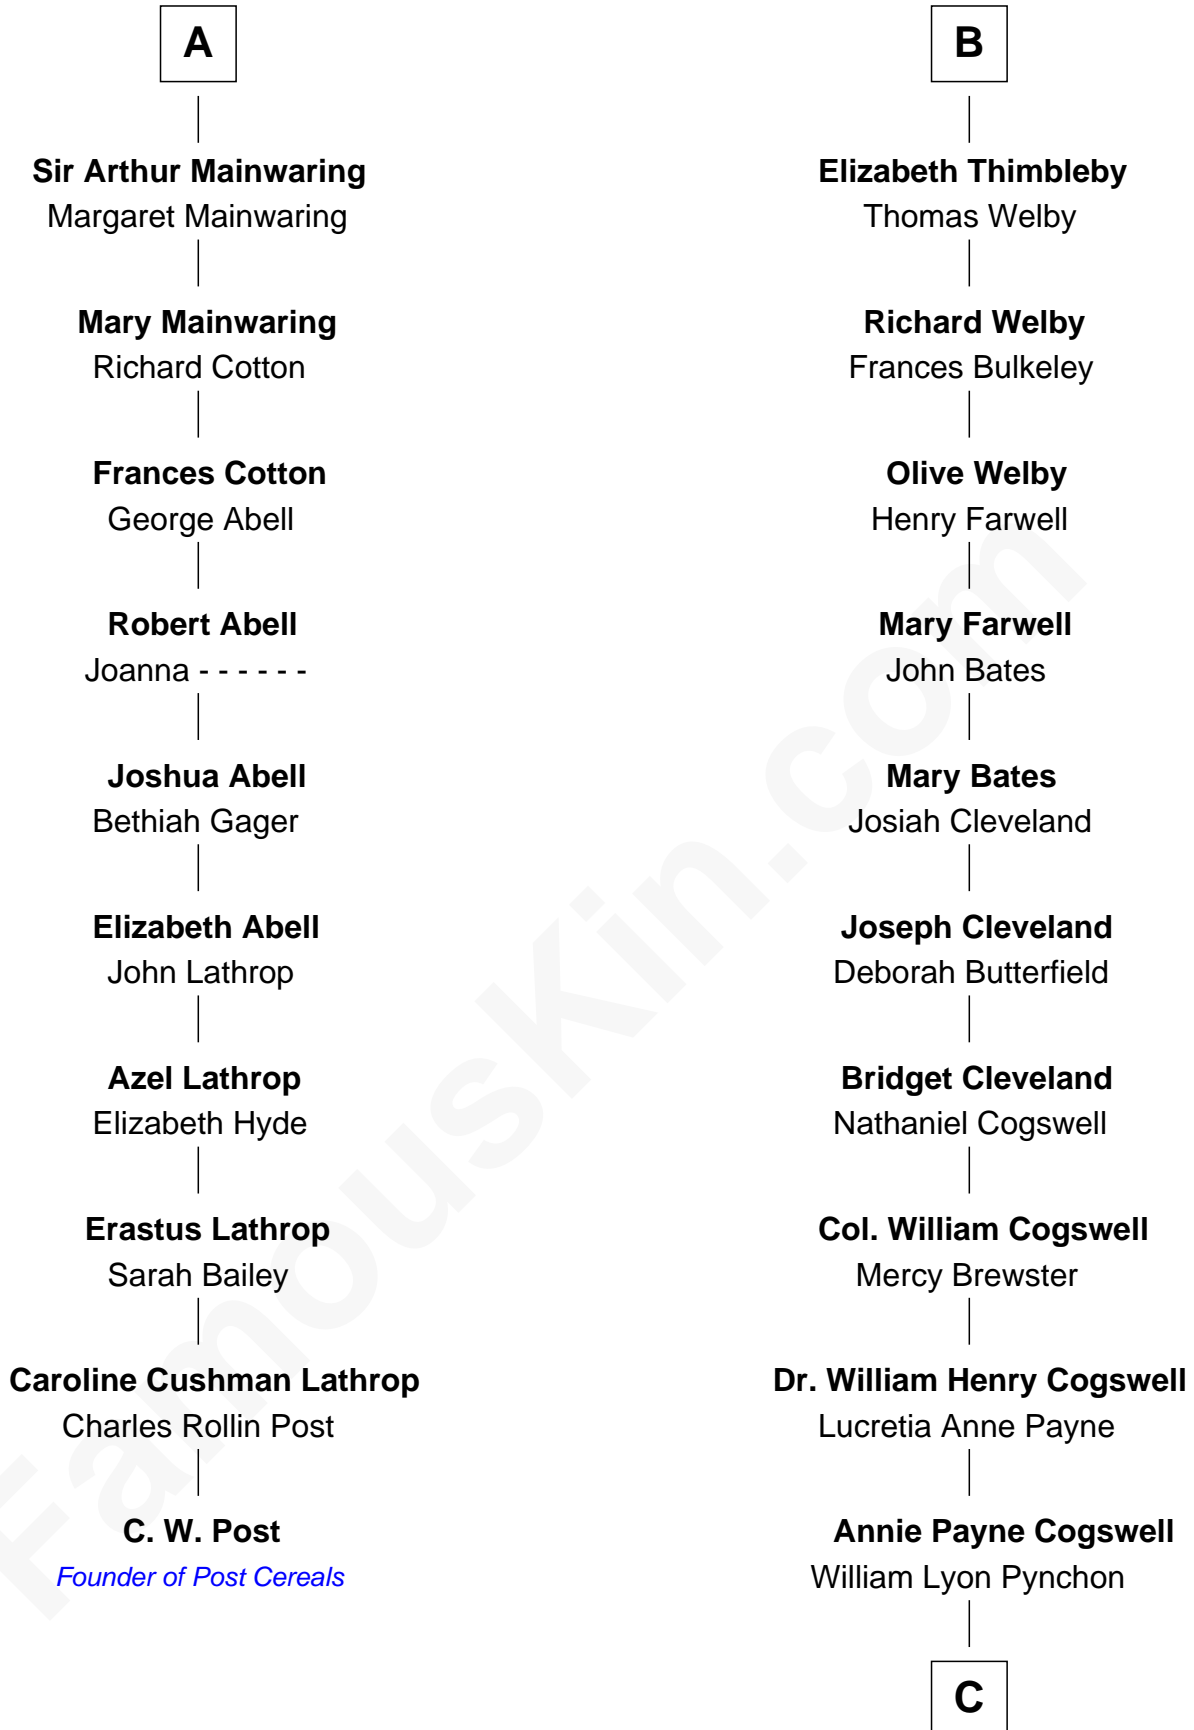 A
Sir Arthur Mainwaring
Margaret Mainwaring
Mary Mainwaring
Richard Cotton
Frances Cotton
George Abell
Robert Abell
Joanna - - - - - -
Joshua Abell
Bethiah Gager
Elizabeth Abell
John Lathrop
Azel Lathrop
Elizabeth Hyde
Erastus Lathrop
Sarah Bailey
Caroline Cushman Lathrop
Charles Rollin Post
C. W. Post
Founder of Post Cereals
B
Elizabeth Thimbleby
Thomas Welby
Richard Welby
Frances Bulkeley
Olive Welby
Henry Farwell
Mary Farwell
John Bates
Mary Bates
Josiah Cleveland
Joseph Cleveland
Deborah Butterfield
Bridget Cleveland
Nathaniel Cogswell
Col. William Cogswell
Mercy Brewster
Dr. William Henry Cogswell
Lucretia Anne Payne
Annie Payne Cogswell
William Lyon Pynchon
C
FamousKin.com